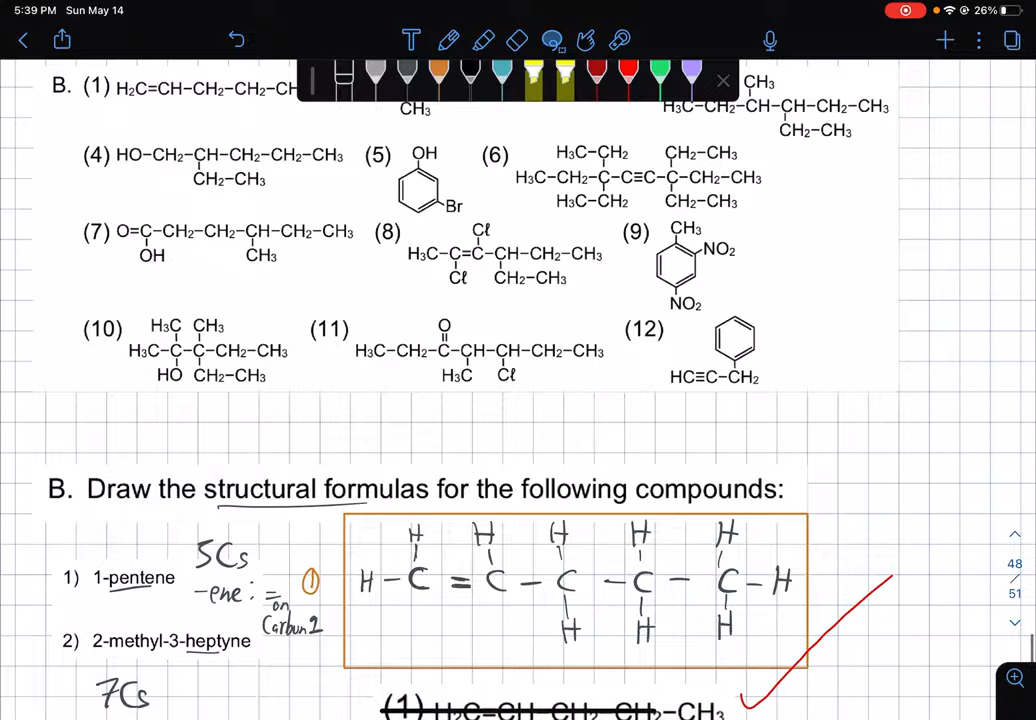 5:39 PM Sun May 14
26%
B. (1) H₂C=CH–CH₂–CH₂–CH
CH₃
CH₃
H₃C–CH₂–CH–CH–CH₂–CH₃
CH₂–CH₃
(4) HO–CH₂–CH–CH₂–CH₂–CH₃
CH₂–CH₃
(5) OH
Br
(6) H₃C–CH₂ CH₂–CH₃
H₃C–CH₂–C–C≡C–C–CH₂–CH₃
H₃C–CH₂ CH₂–CH₃
(7) O=C–CH₂–CH₂–CH–CH₂–CH₃
OH CH₃
(8) Cl
H₃C–C=C–CH–CH₂–CH₃
Cl CH₂–CH₃
(9) CH₃
NO₂
NO₂
(10) H₃C CH₃
H₃C–C–C–CH₂–CH₃
HO CH₂–CH₃
(11) O
H₃C–CH₂–C–CH–CH–CH₂–CH₃
H₃C Cl
(12)
HC≡C–CH₂
B. Draw the structural formulas for the following compounds:
1) 1-pentene
5Cs
-ene : =
on
Carbon 1
①
H H H H H
H–C=C–C–C–C–H
H H H
2) 2-methyl-3-heptyne
7Cs
(1) H₂C=CH–CH₂–CH₂–CH₃
48
51